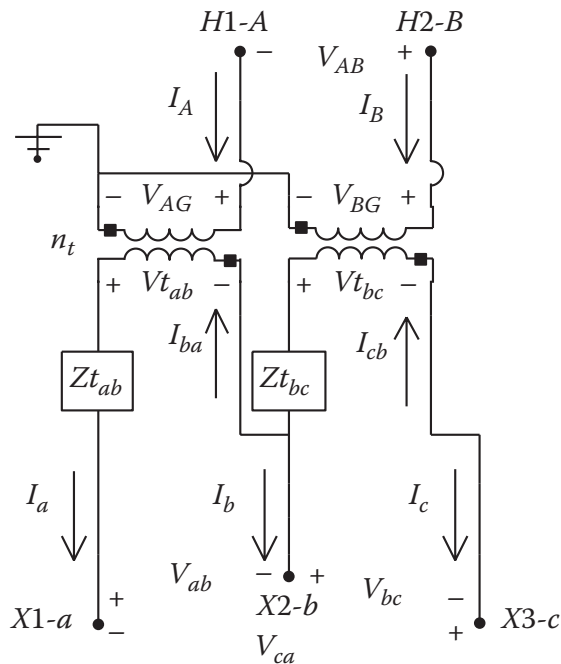 H1-A H2-B
− V_AB +
I_A I_B
− V_AG + − V_BG +
n_t
+ Vt_ab − + Vt_bc −
I_ba I_cb
Zt_ab Zt_bc
I_a I_b I_c
V_ab − + V_bc −
+ X2-b
X1-a − + X3-c
V_ca